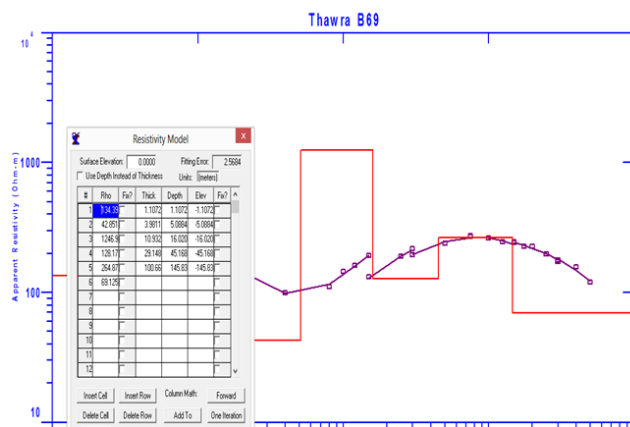 Thawra B69
10 4
1000
100
10
Apparent Resistivity (Ohm-m)
Resistivity Model
x
Surface Elevation: 0.0000 Fitting Error: 2.5684
Use Depth Instead of Thickness Units: [meters]
# Rho Fix? Thick Depth Elev Fix?
1 134.39 1.1072 1.1072 -1.1072
2 42.851 3.9811 5.0884 -5.0884
3 1246.9 10.932 16.020 -16.020
4 128.17 29.148 45.168 -45.168
5 264.87 100.66 145.83 -145.83
6 69.125
7
8
9
10
11
12
Insert Cell Insert Row Column Math: Forward
Delete Cell Delete Row Add To One Iteration